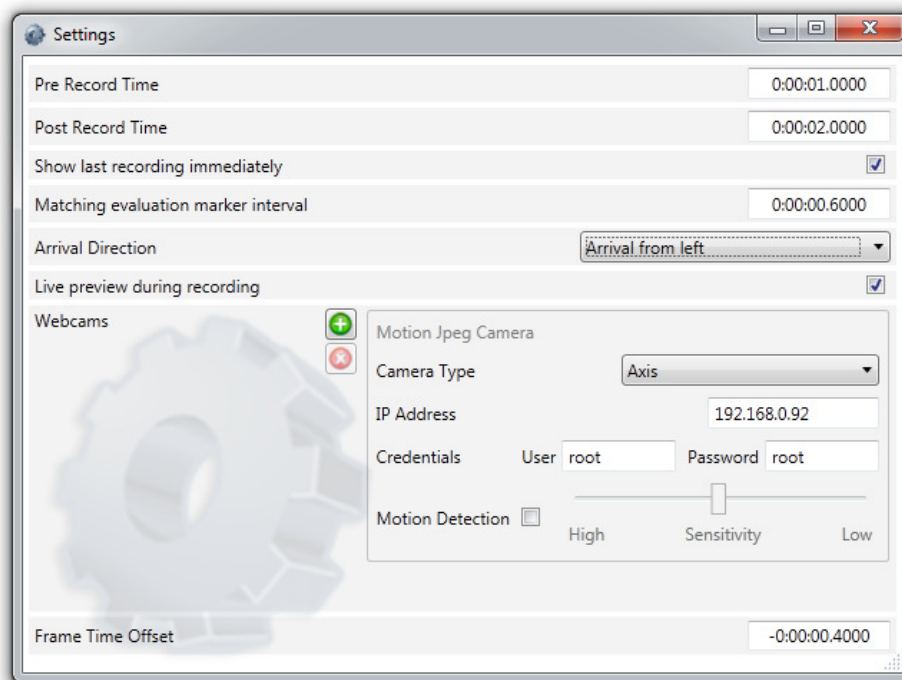 Settings
Pre Record Time 0:00:01.0000
Post Record Time 0:00:02.0000
Show last recording immediately
Matching evaluation marker interval 0:00:00.6000
Arrival Direction Arrival from left
Live preview during recording
Webcams
Motion Jpeg Camera
Camera Type Axis
IP Address 192.168.0.92
Credentials User root Password root
Motion Detection
High Sensitivity Low
Frame Time Offset -0:00:00.4000